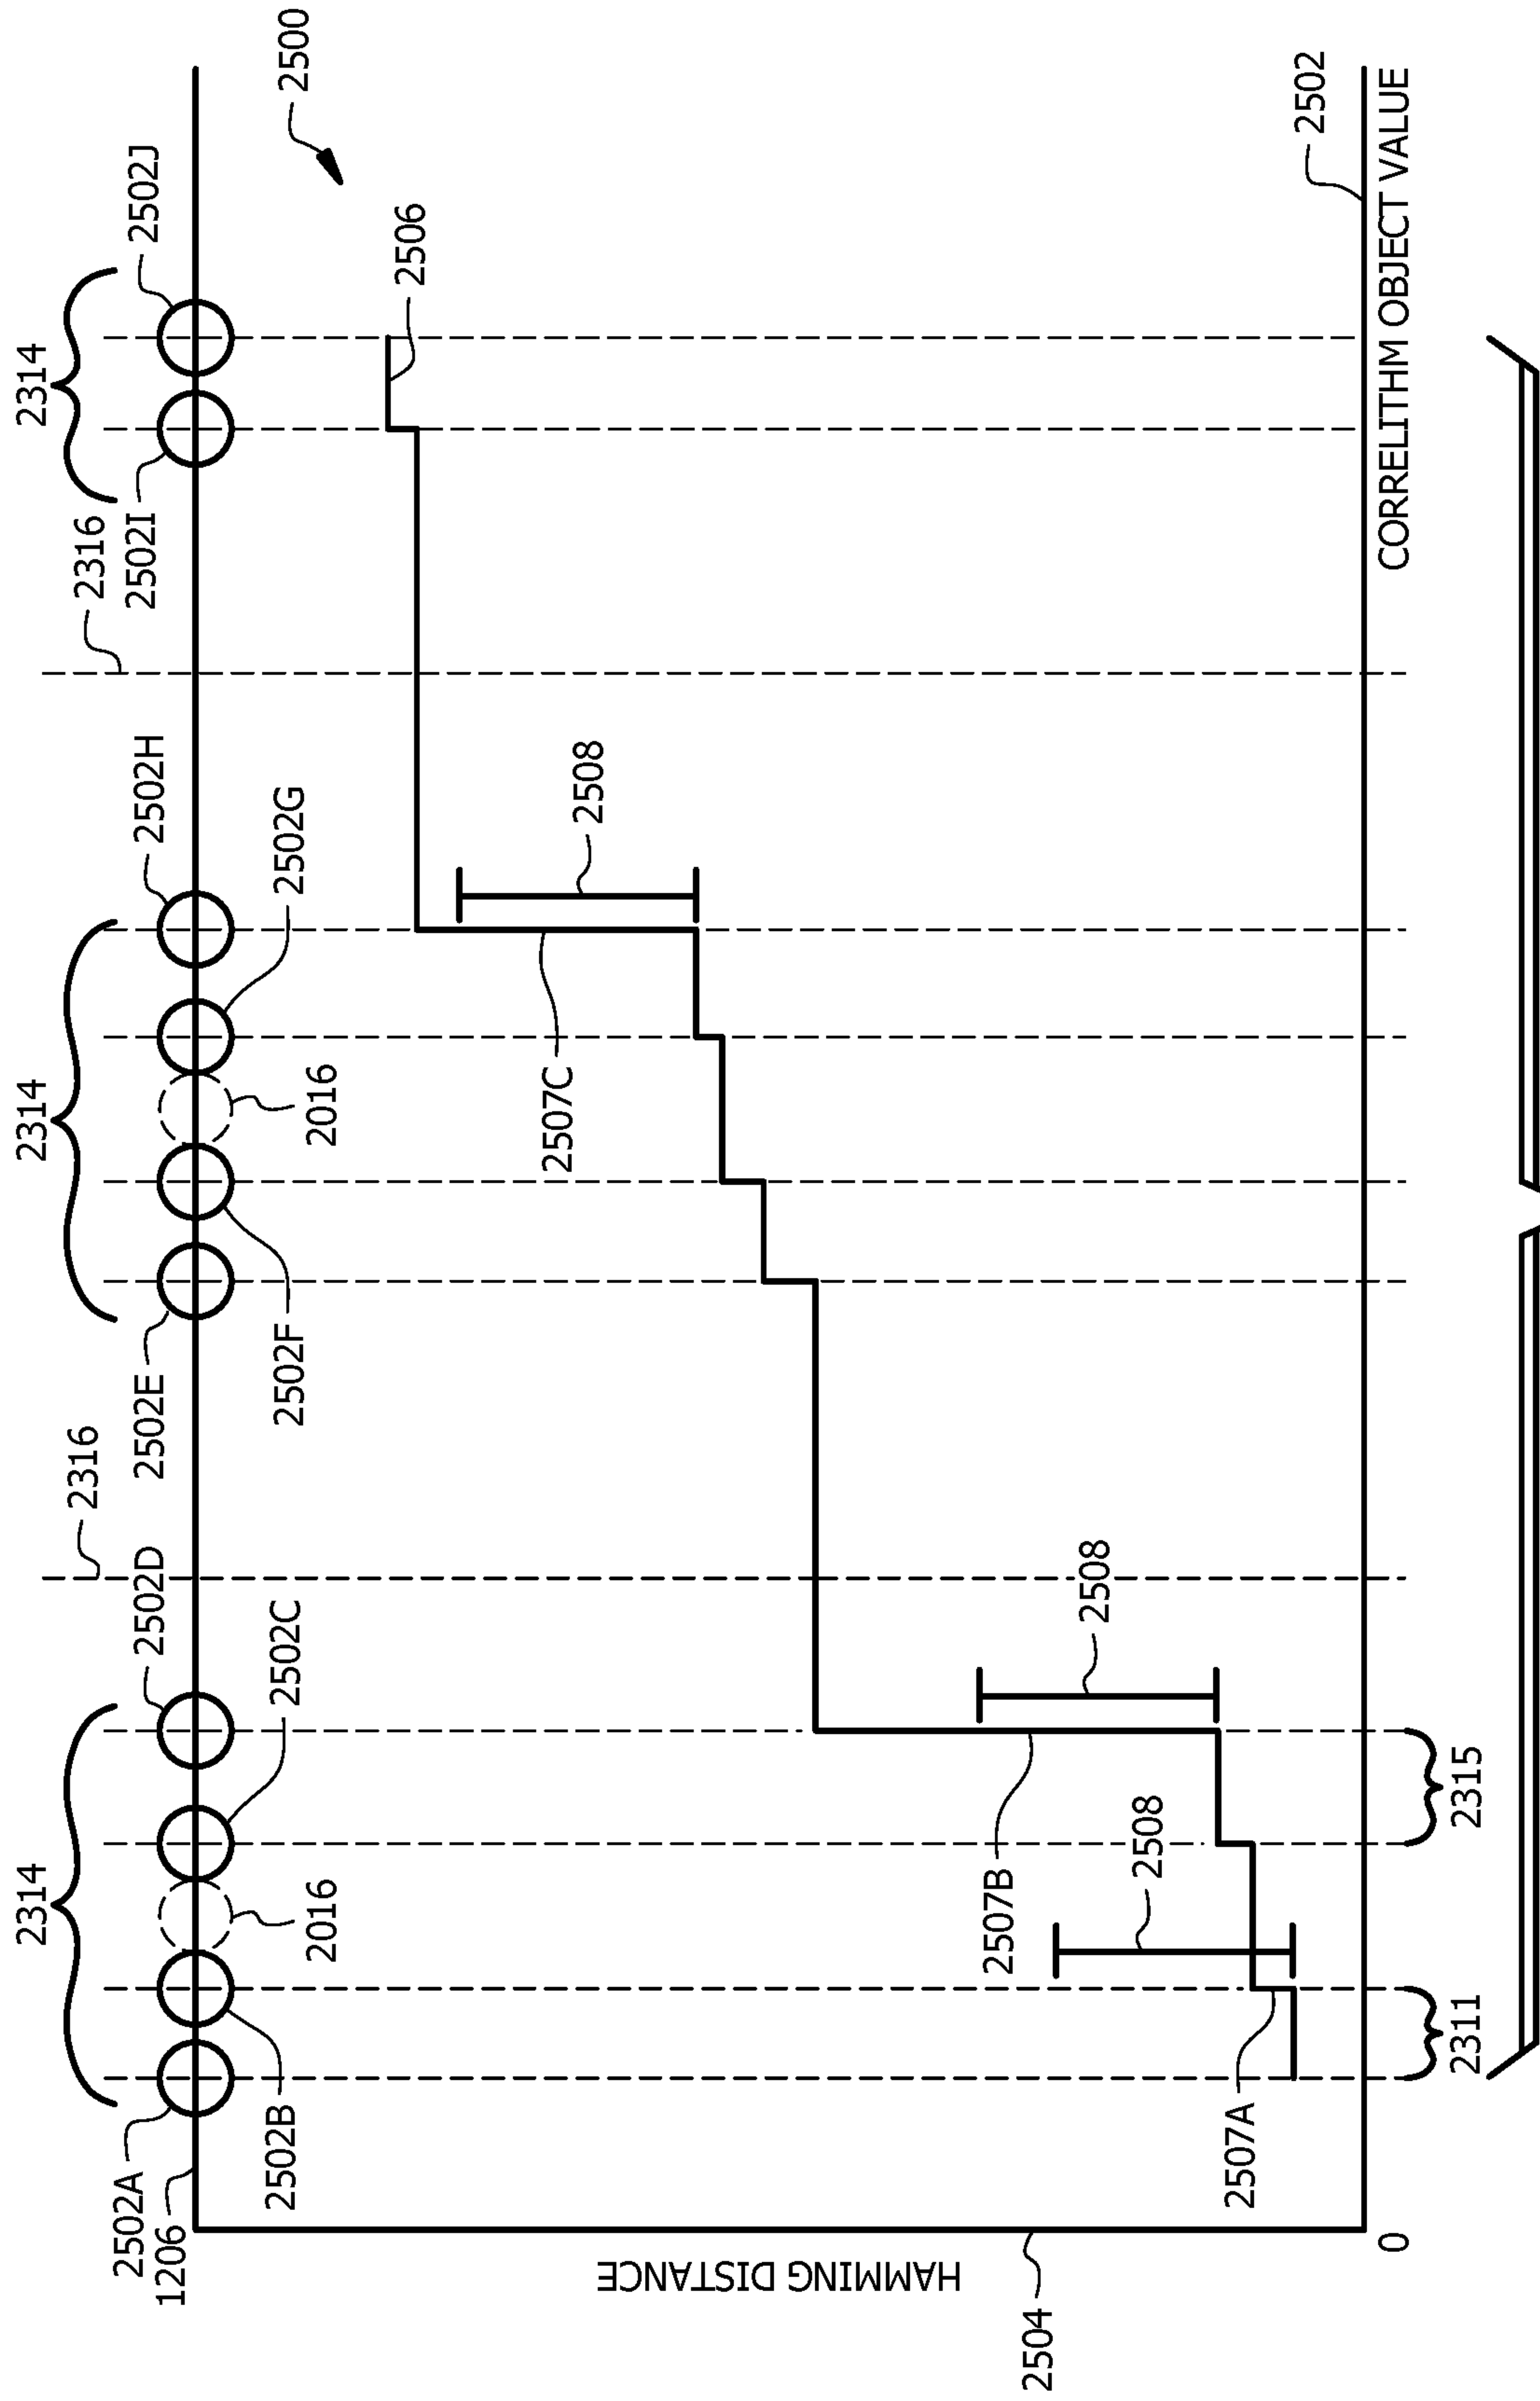 2314
2314
2314
2316
2316
2502A
1206
2502D
2502E
2502H
2502I
2502J
2502B
2016
2502C
2502F
2016
2502G
2500
2506
2507C
2508
HAMMING DISTANCE
2504
2507B
2508
2508
2507A
2502
0
CORRELITHM OBJECT VALUE
2311
2315